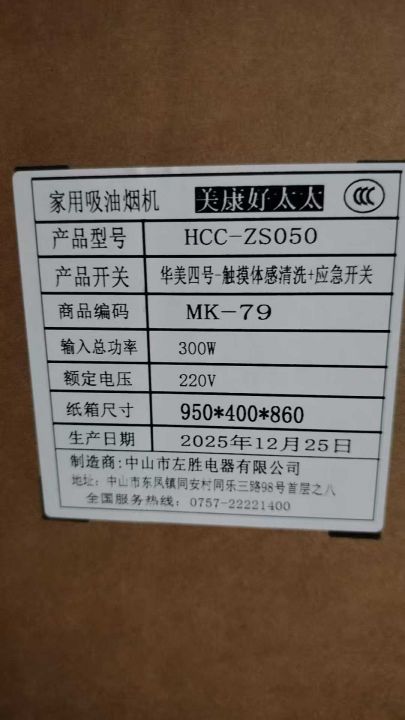 家用吸油烟机 美康好太太 CCC
产品型号 HCC-ZS050
产品开关 华美四号-触摸体感清洗+应急开关
商品编码 MK-79
输入总功率 300W
额定电压 220V
纸箱尺寸 950*400*860
生产日期 2025年12月25日
制造商:中山市左胜电器有限公司
地址: 中山市东凤镇同安村同乐三路98号首层之八
全国服务热线: 0757-22221400